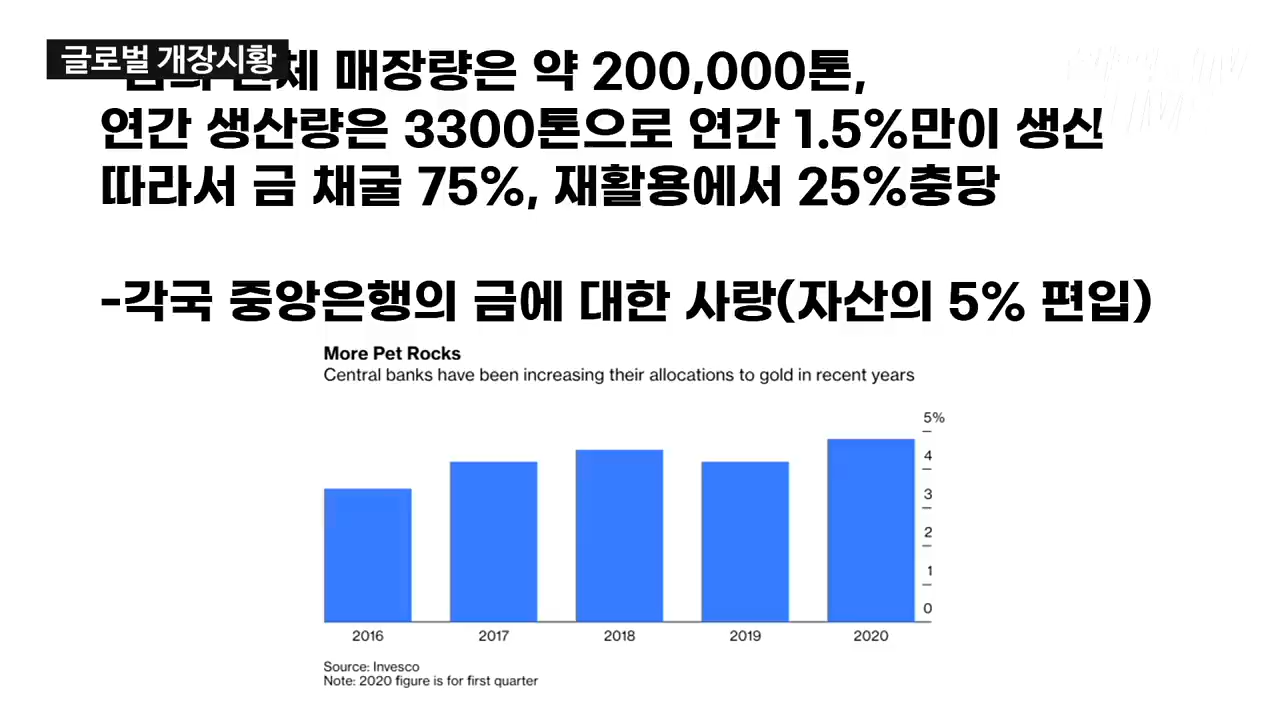 글로벌 개장시황
매장량은 약 200,000톤,
연간 생산량은 3300톤으로 연간 1.5%만이 생신
따라서 금 채굴 75%, 재활용에서 25%충당
-각국 중앙은행의 금에 대한 사랑(자산의 5% 편입)
More Pet Rocks
Central banks have been increasing their allocations to gold in recent years
5%
4
3
2
1
0
2016 2017 2018 2019 2020
Source: Invesco
Note: 2020 figure is for first quarter